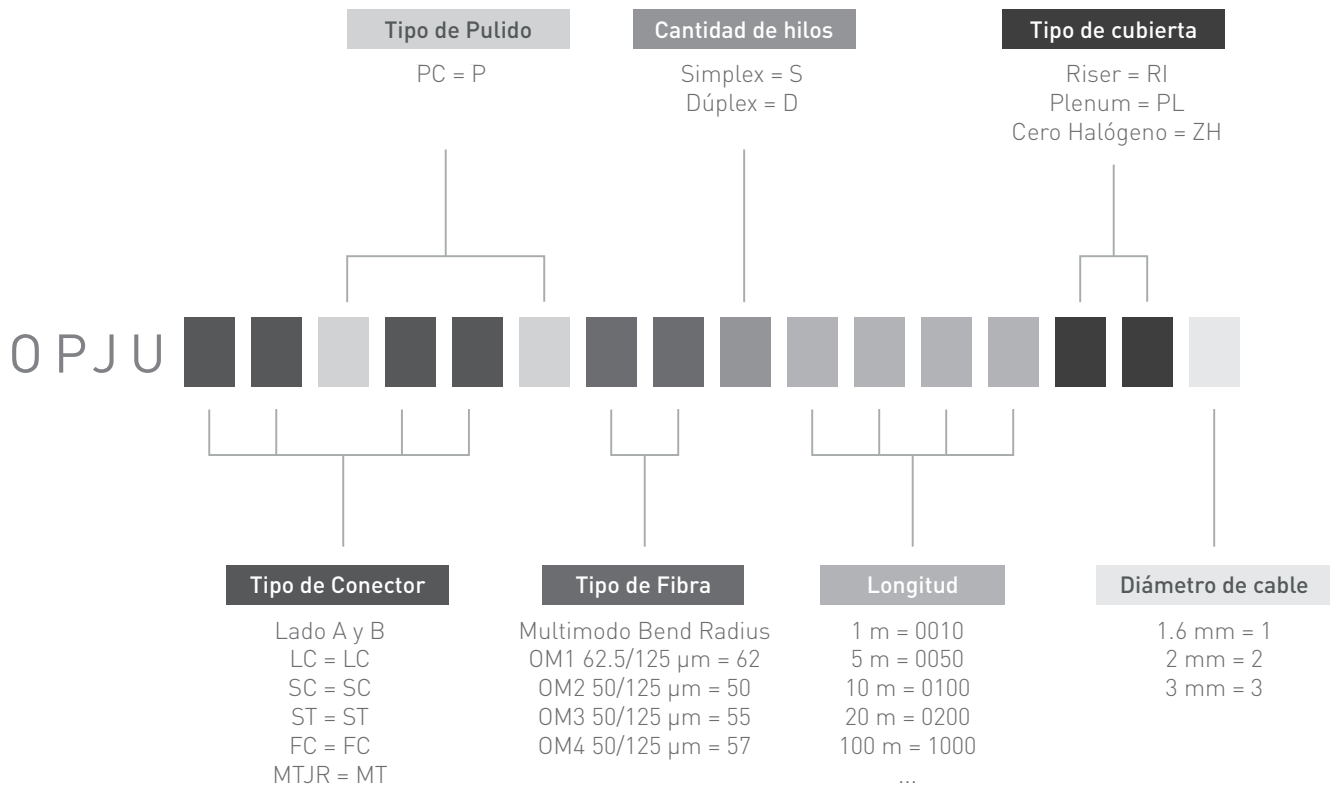 Tipo de Pulido
PC = P
Cantidad de hilos
Simplex = S
Dúplex = D
Tipo de cubierta
Riser = RI
Plenum = PL
Cero Halógeno = ZH
OPJU
Tipo de Conector
Lado A y B
LC = LC
SC = SC
ST = ST
FC = FC
MTJR = MT
Tipo de Fibra
Multimodo Bend Radius
OM1 62.5/125 µm = 62
OM2 50/125 µm = 50
OM3 50/125 µm = 55
OM4 50/125 µm = 57
Longitud
1 m = 0010
5 m = 0050
10 m = 0100
20 m = 0200
100 m = 1000
...
Diámetro de cable
1.6 mm = 1
2 mm = 2
3 mm = 3